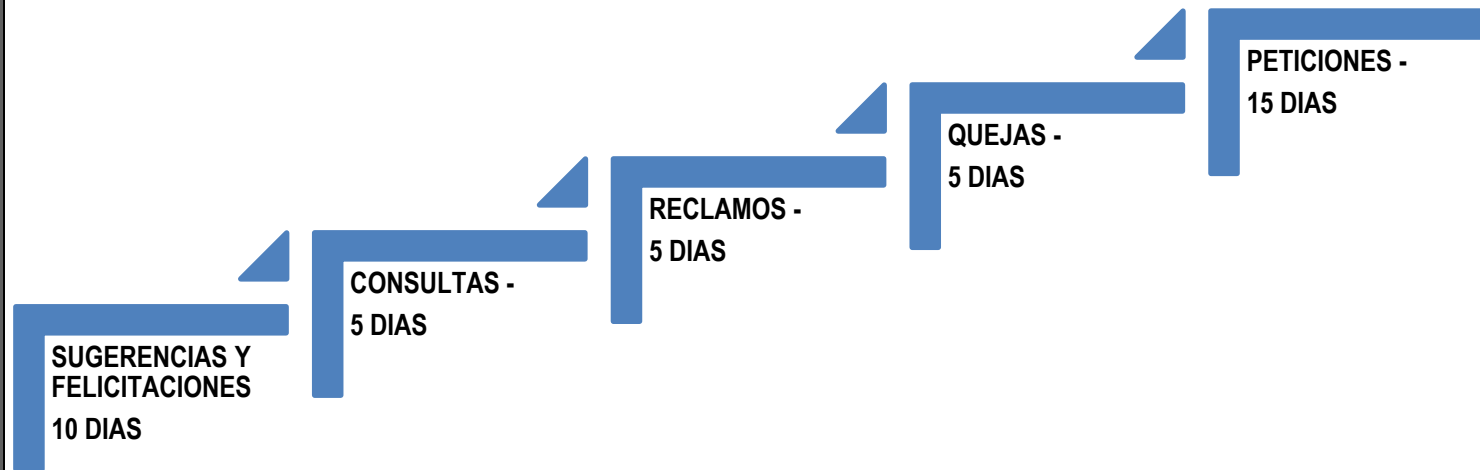 SUGERENCIAS Y
FELICITACIONES
10 DIAS
CONSULTAS -
5 DIAS
RECLAMOS -
5 DIAS
QUEJAS -
5 DIAS
PETICIONES -
15 DIAS